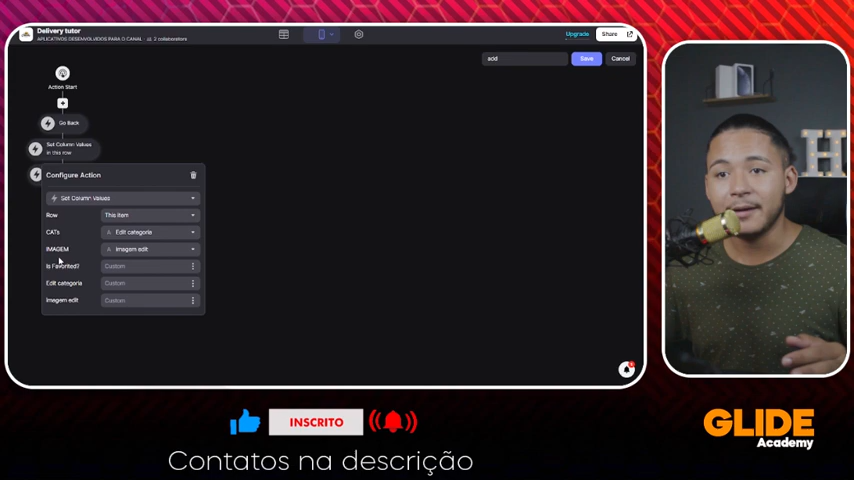 Delivery tutor
APLICATIVOS DESENVOLVIDOS PARA O CANAL · 2 collaborators
Upgrade
Share
add
Save
Cancel
Action Start
Go Back
Set Column Values
in this row
Configure Action
Set Column Values
Row
This item
CATs
Edit categoria
IMAGEM
Imagem edit
Is Favorited?
Custom
Edit categoria
Custom
Imagem edit
Custom
H
INSCRITO
Contatos na descrição
GLIDE
Academy